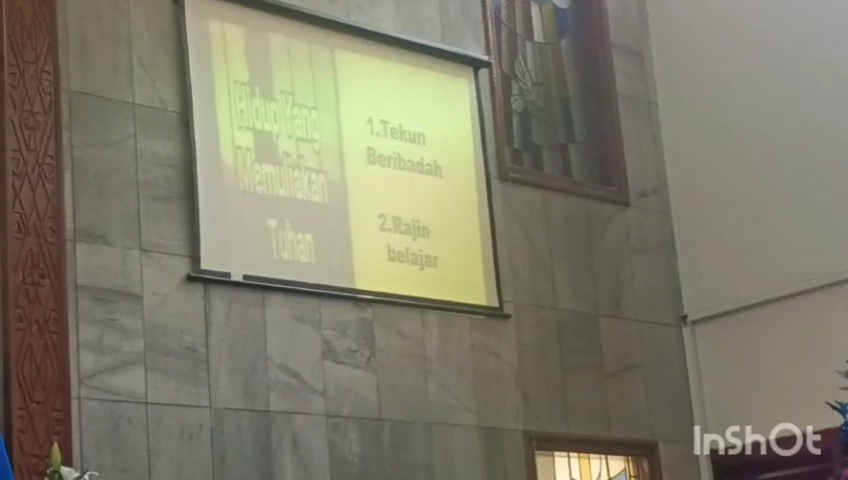 Hidup Yang
Memuliakan
Tuhan
1.Tekun
Beribadah
2.Rajin
belajar
InShOt